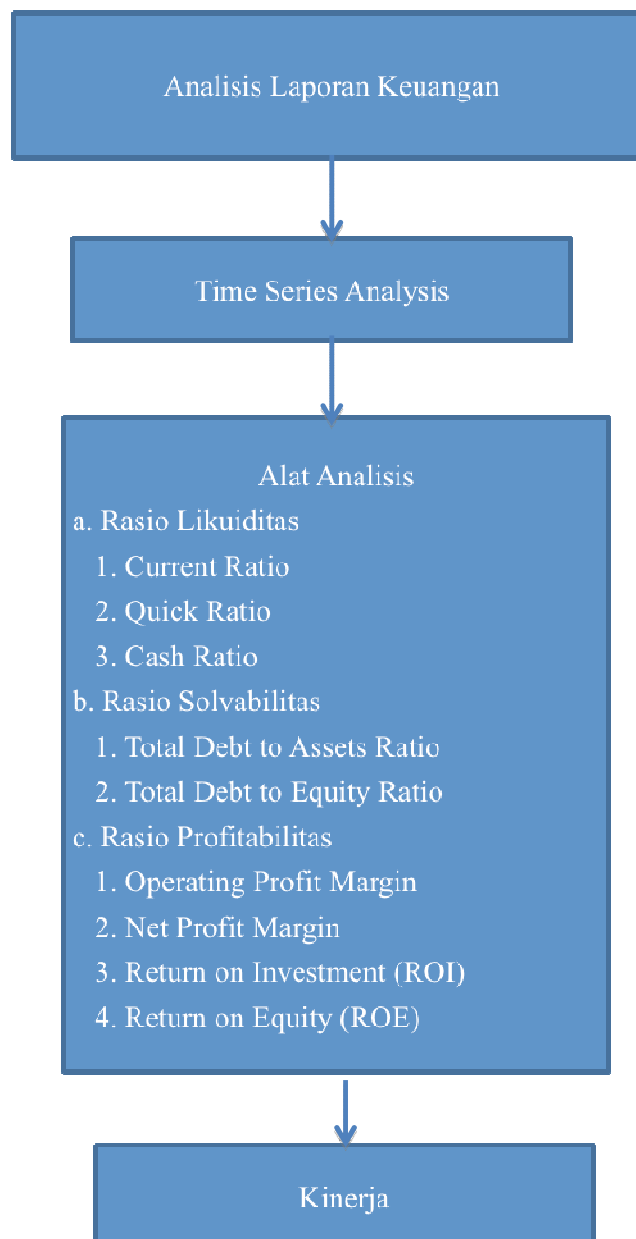 Analisis Laporan Keuangan
Time Series Analysis
Alat Analisis
a. Rasio Likuiditas
1. Current Ratio
2. Quick Ratio
3. Cash Ratio
b. Rasio Solvabilitas
1. Total Debt to Assets Ratio
2. Total Debt to Equity Ratio
c. Rasio Profitabilitas
1. Operating Profit Margin
2. Net Profit Margin
3. Return on Investment (ROI)
4. Return on Equity (ROE)
Kinerja